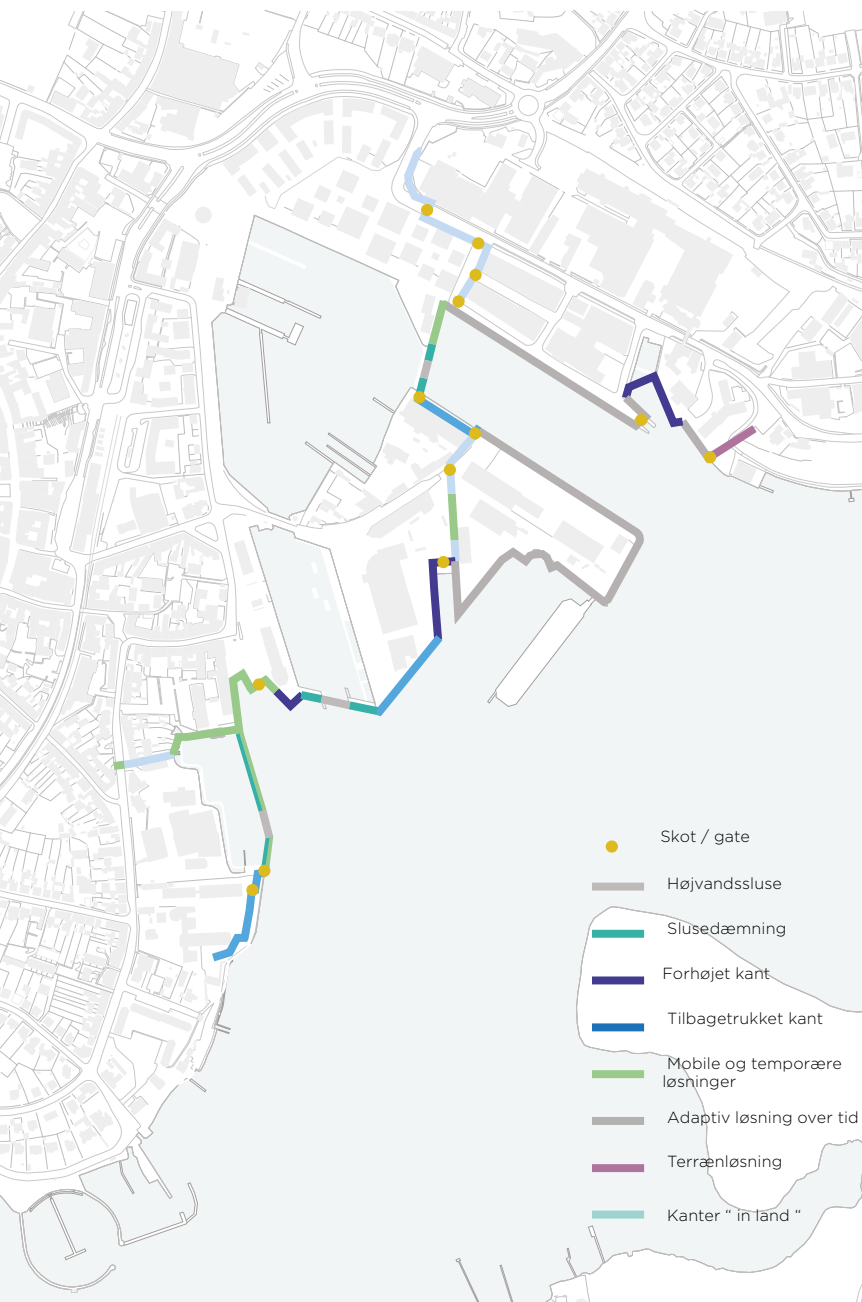 Skot / gate
Højvandssluse
Slusedæmning
Forhøjet kant
Tilbagetrukket kant
Mobile og temporære
løsninger
Adaptiv løsning over tid
Terrænløsning
Kanter “ in land “